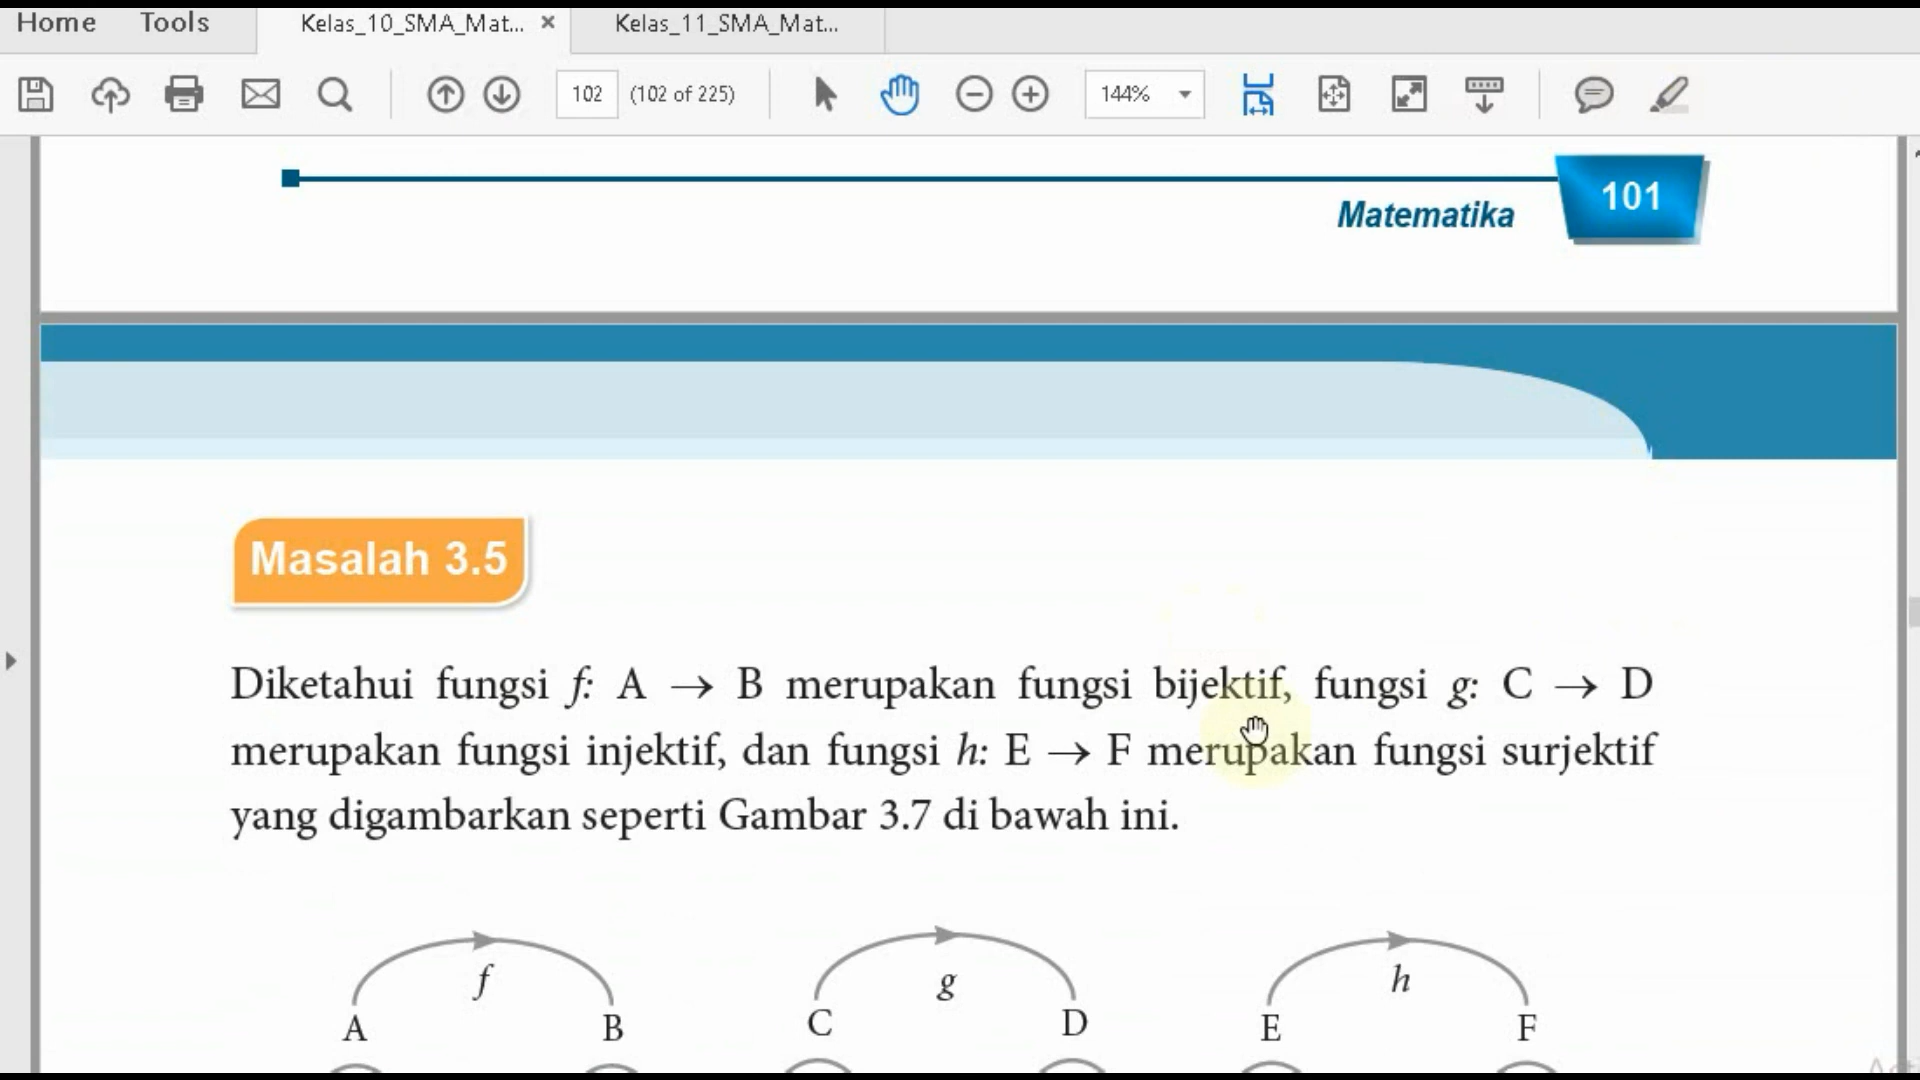 Home Tools Kelas_10_SMA_Mat... × Kelas_11_SMA_Mat...
102 (102 of 225) 144%
101
Matematika
Masalah 3.5
Diketahui fungsi f: A → B merupakan fungsi bijektif, fungsi g: C → D
merupakan fungsi injektif, dan fungsi h: E → F merupakan fungsi surjektif
yang digambarkan seperti Gambar 3.7 di bawah ini.
f g h
A B C D E F